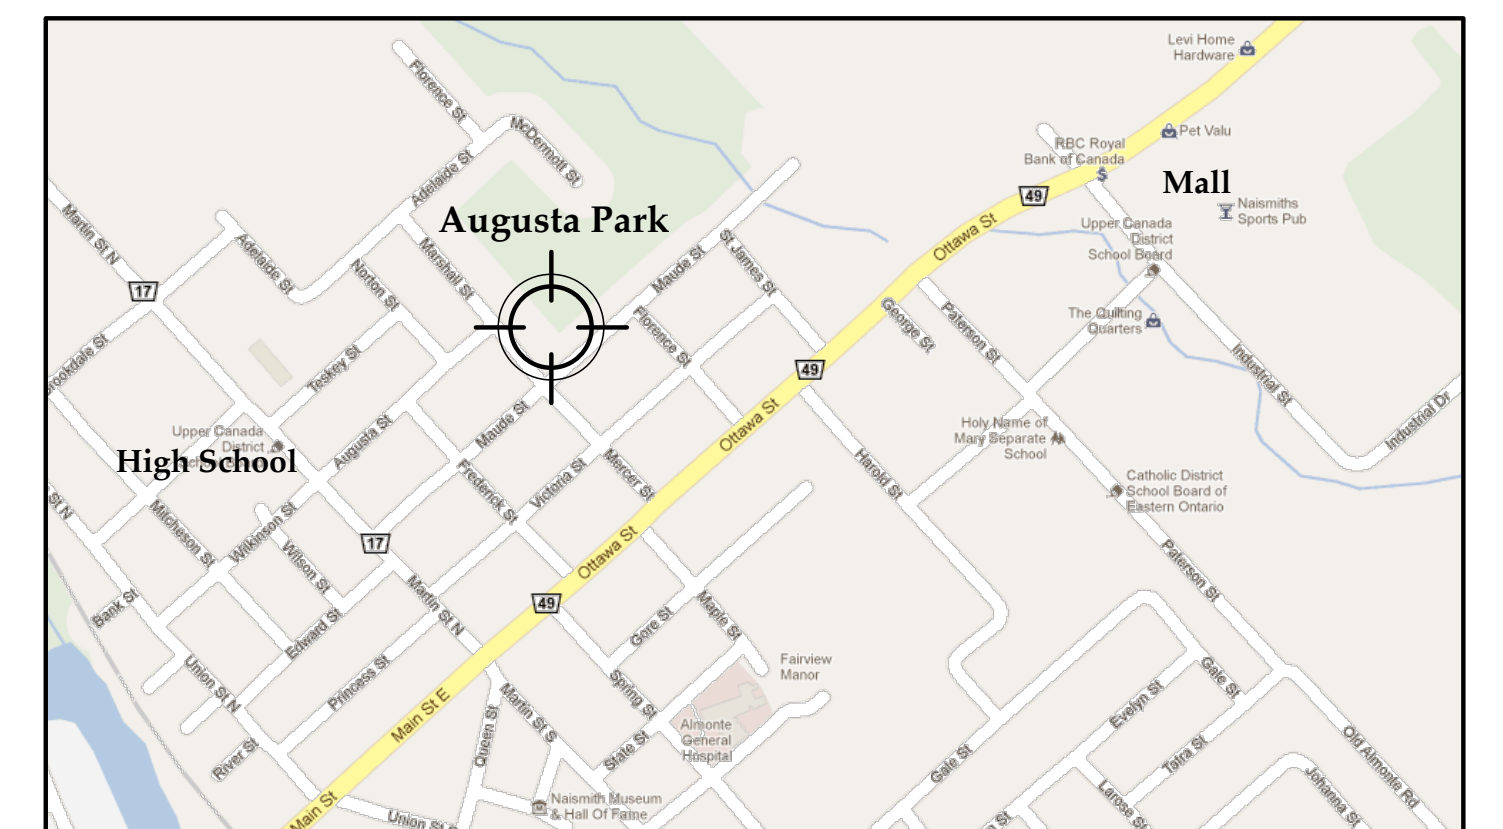 Levi Home
Hardware
Florence St
McDermott St
Pet Valu
RBC Royal
Bank of Canada
$
Mall
Adelaide St
49
Naismiths
Sports Pub
Augusta Park
Martin St N
Upper Canada
District
School Board
Ottawa St
Adelaide St
Marshall St
Maude St
St James St
Norton St
17
The Quilting
Quarters
George St
Paterson St
Florence St
Brookdale St
Teskey St
49
Industrial St
Industrial Dr
Ottawa St
Maude St
Augusta St
Upper Canada
District
High School
Holy Name of
Mary Separate
School
Harold St
Mercer St
Victoria St
Frederick St
Catholic District
School Board of
Eastern Ontario
St N
Mitcheson St
Wilkinson St
Wilson St
17
Ottawa St
Paterson St
49
Bank St
Martin St N
Maple St
Gore St
Edward St
Fairview
Manor
Union St N
Princess St
Spring St
Gale St
Evelyn St
Main St E
Martin St S
Queen St
Almonte
General
Hospital
State St
River St
Gale St
Tatra St
Old Almonte Rd
Larose St
Johanna St
Naismith Museum
& Hall Of Fame
Main St
Union St
St